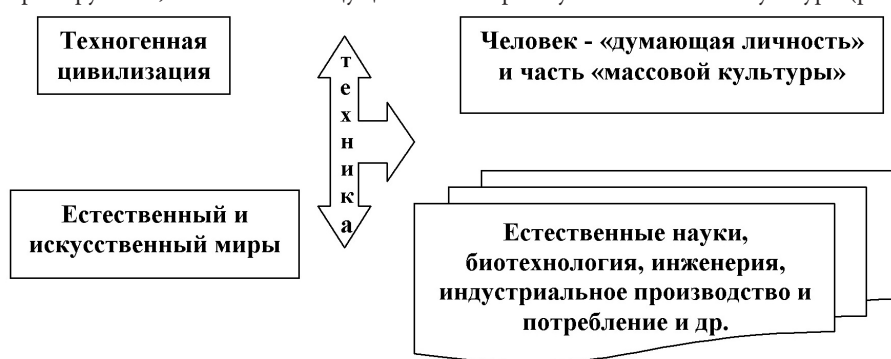 Техногенная
цивилизация
техника
Человек - «думающая личность»
и часть «массовой культуры»
Естественный и
искусственный миры
Естественные науки,
биотехнология, инженерия,
индустриальное производство и
потребление и др.